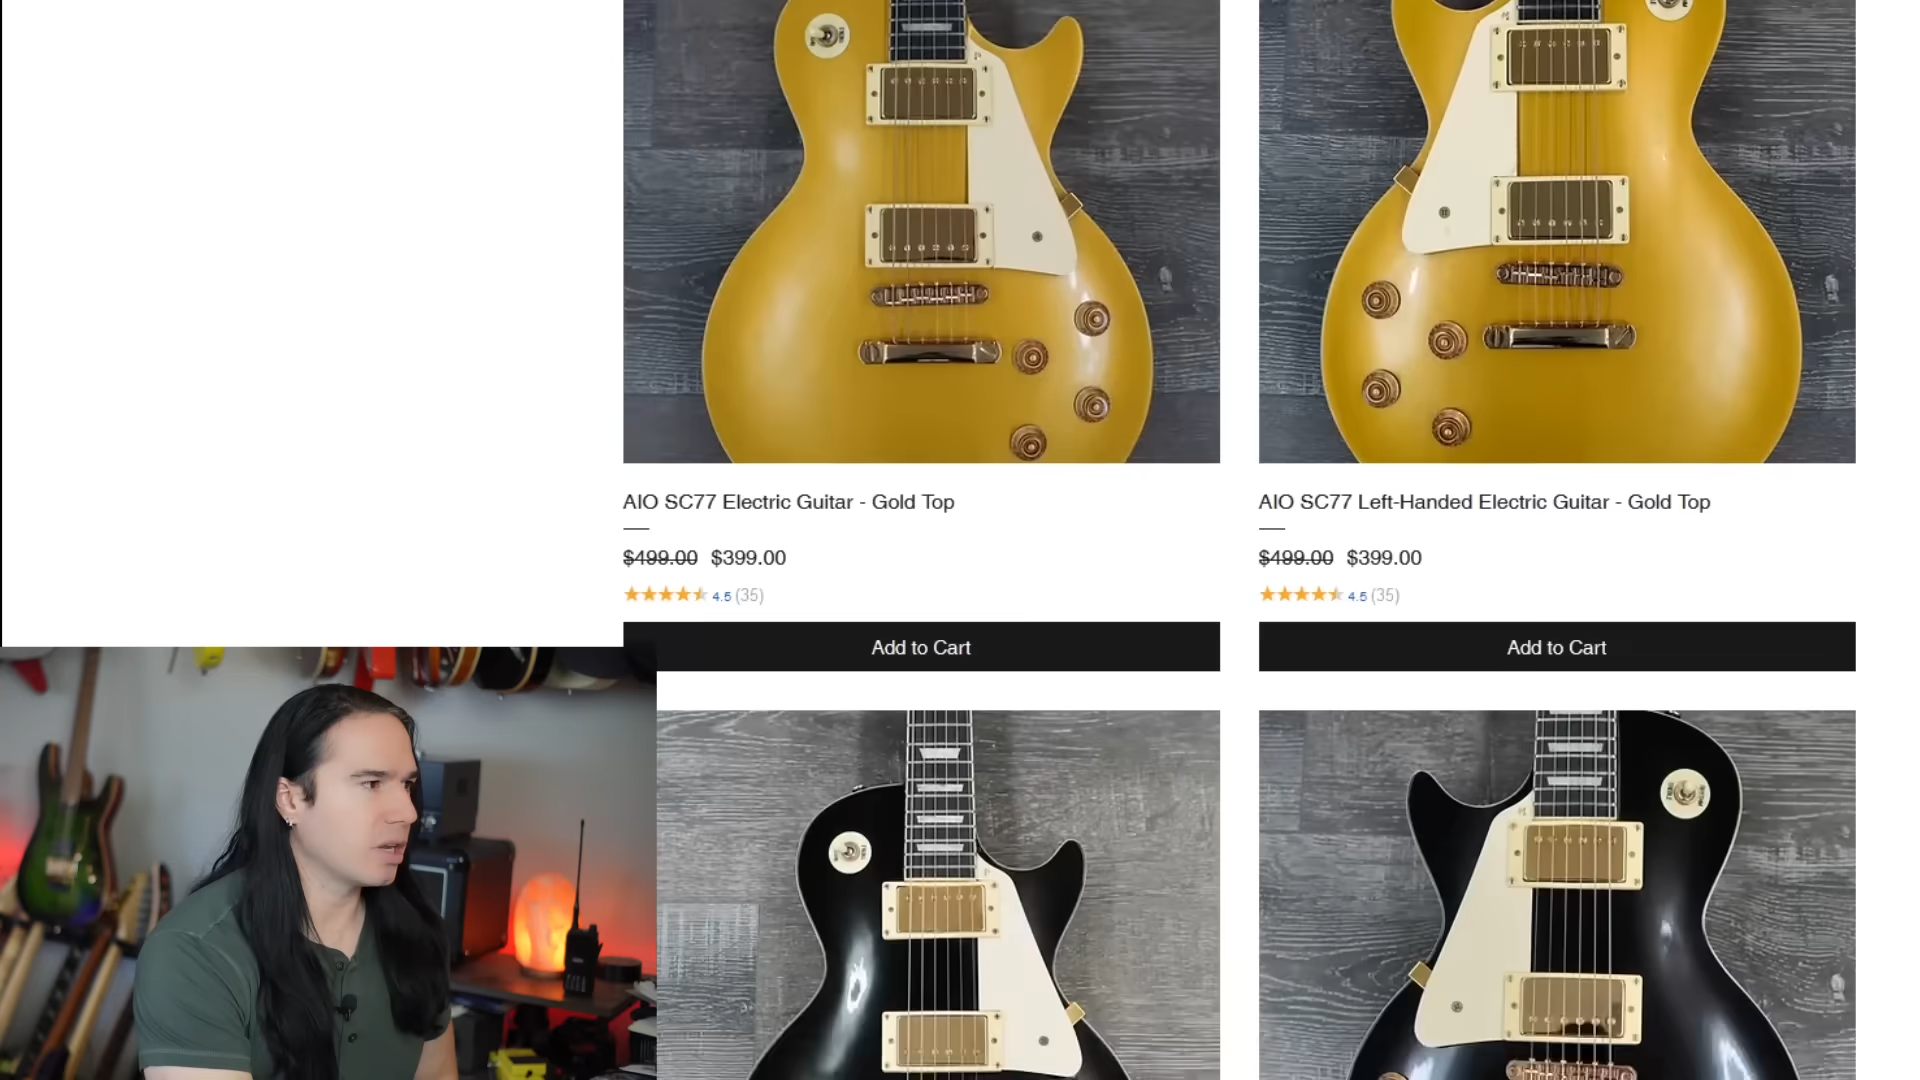 AIO SC77 Electric Guitar - Gold Top
$499.00 $399.00
4.5 (35)
Add to Cart
AIO SC77 Left-Handed Electric Guitar - Gold Top
$499.00 $399.00
4.5 (35)
Add to Cart